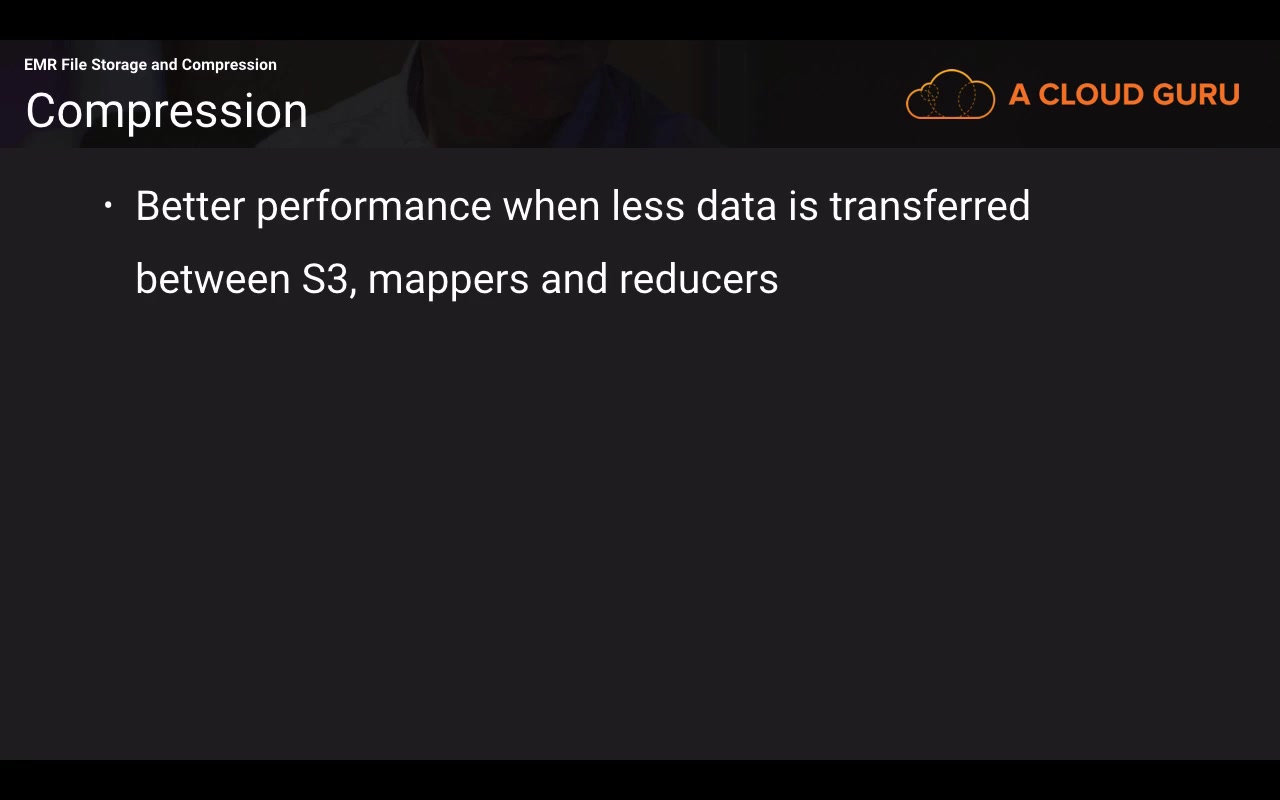 EMR File Storage and Compression
Compression
A CLOUD GURU
• Better performance when less data is transferred
between S3, mappers and reducers